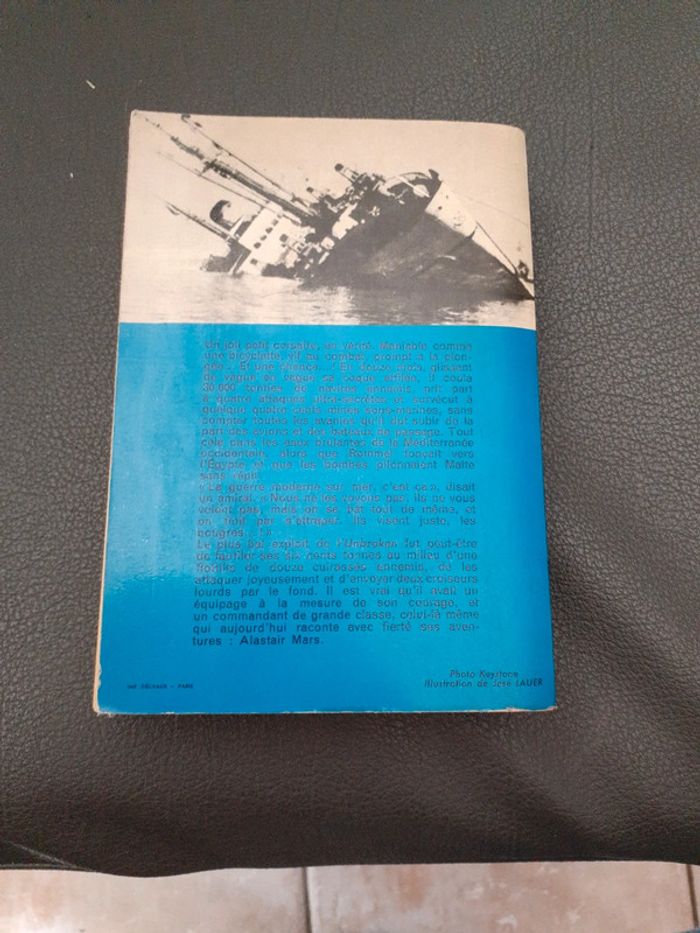 Un joli petit corsaire, en vérité. Maniable comme
une bicyclette, vif au combat, prompt à la plon-
gée... Et une chance...! En douze mois, glissant
de vague en vague sa coque effilée, il coula
30.000 tonnes de navires ennemis, prit part
à quatre attaques ultra-secrètes et survécut à
quelque quatre cents mines sous-marines, sans
compter toutes les avanies qu'il dut subir de la
part des avions et des bateaux de passage. Tout
cela dans les eaux brûlantes de la Méditerranée
occidentale, alors que Rommel fonçait vers
l'Égypte et que les bombes pilonnaient Malte
sans répit.
« La guerre moderne sur mer, c'est ça », disait
un amiral. « Nous ne les voyons pas, ils ne vous
voient pas, mais on se bat tout de même, et
on finit par s'attraper. Ils visent juste, les
bougres...! »
Le plus bel exploit de l'Unbroken fut peut-être
de faufiler ses six cents tonnes au milieu d'une
flottille de douze cuirassés ennemis, de les
attaquer joyeusement et d'envoyer deux croiseurs
lourds par le fond. Il est vrai qu'il avait un
équipage à la mesure de son courage, et
un commandant de grande classe, celui-là même
qui aujourd'hui raconte avec fierté ses aven-
tures : Alastair Mars.
Photo Keystone
Illustration de José LAUER
IMP. DELVAUX — PARIS